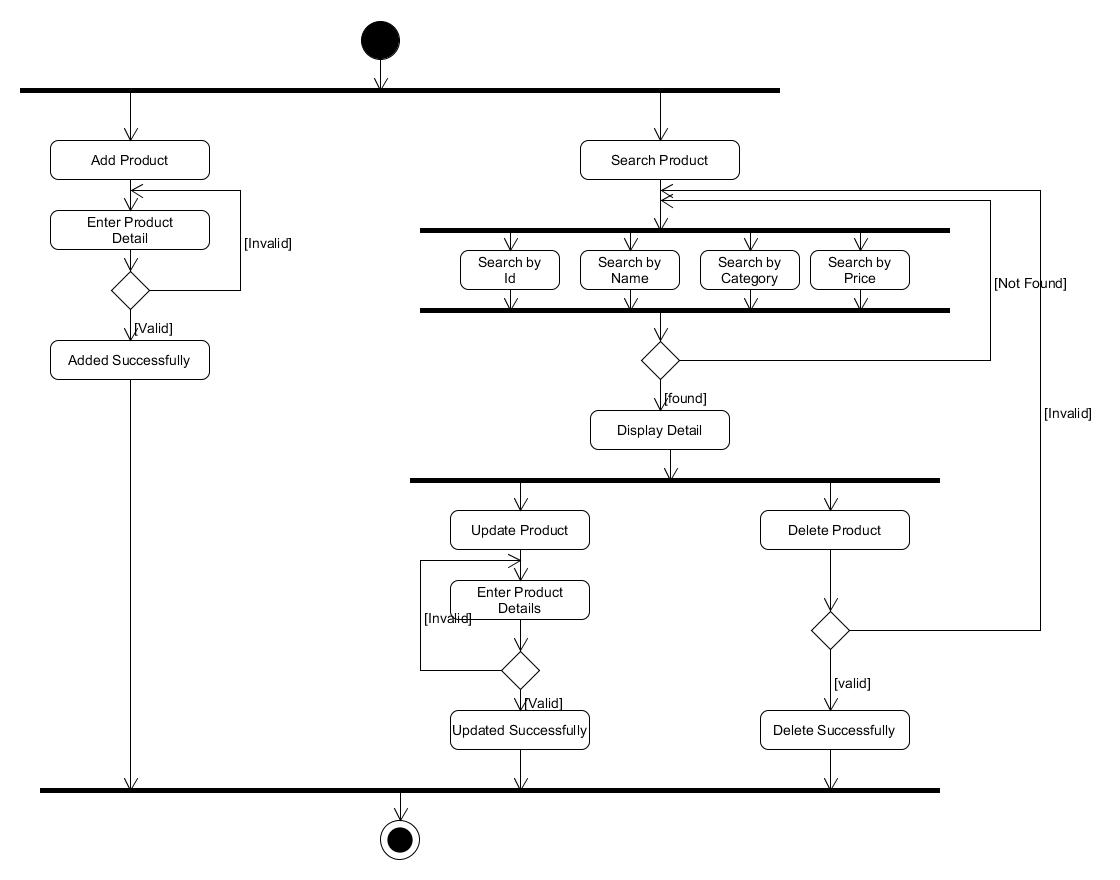 Add Product
Search Product
Enter Product
Detail
[Invalid]
[Valid]
Added Successfully
Search by
Id
Search by
Name
Search by
Category
Search by
Price
[Not Found]
[found]
Display Detail
[Invalid]
Update Product
Delete Product
Enter Product
Details
[Invalid]
[Valid]
[valid]
Updated Successfully
Delete Successfully